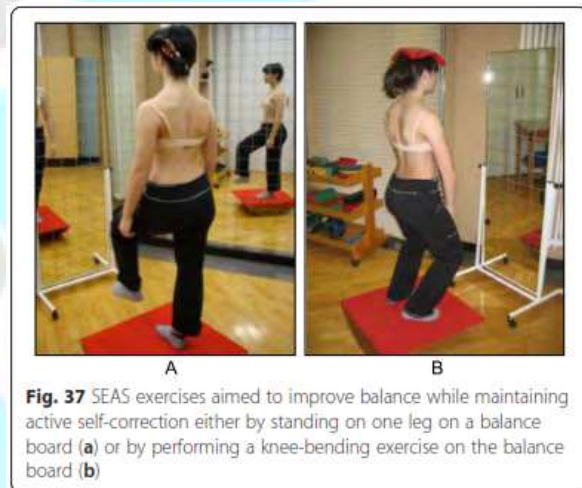 A
B
Fig. 37 SEAS exercises aimed to improve balance while maintaining
active self-correction either by standing on one leg on a balance
board (a) or by performing a knee-bending exercise on the balance
board (b)